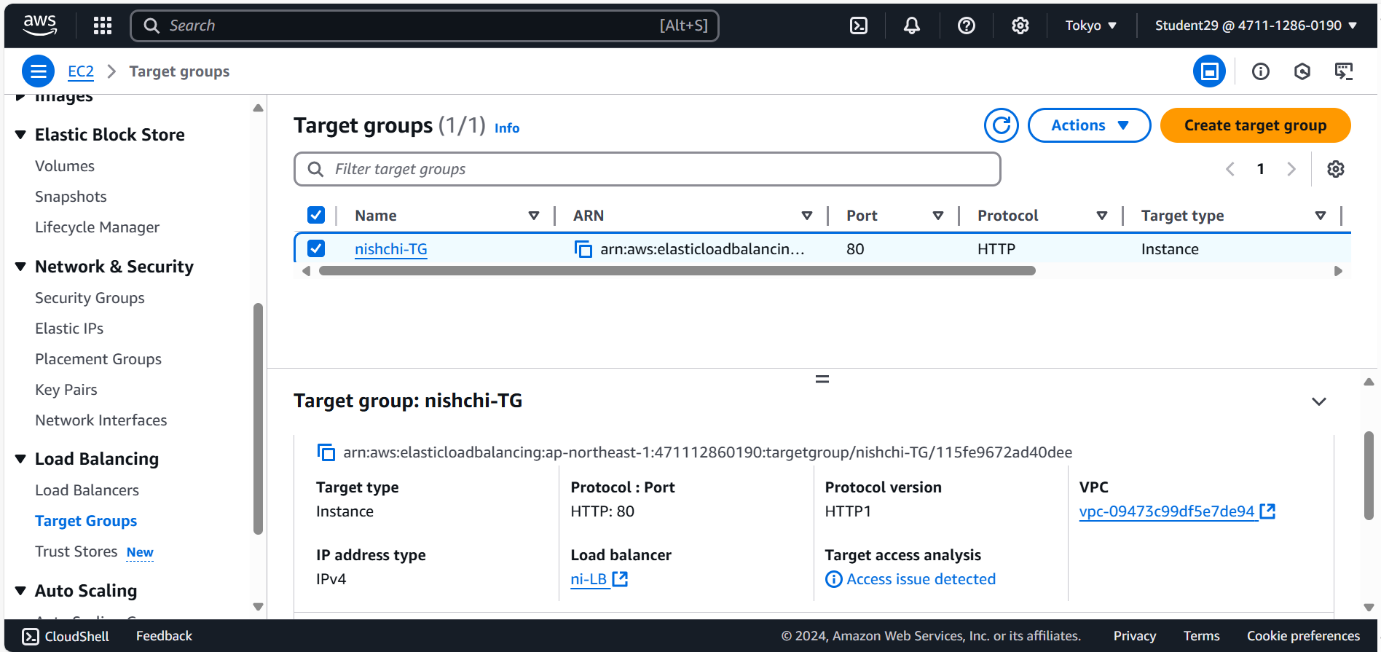 aws
Search [Alt+S] Tokyo Student29 @ 4711-1286-0190
EC2 Target groups
Images
Elastic Block Store
Volumes
Snapshots
Lifecycle Manager
Network & Security
Security Groups
Elastic IPs
Placement Groups
Key Pairs
Network Interfaces
Load Balancing
Load Balancers
Target Groups
Trust Stores New
Auto Scaling
Target groups (1/1) Info
Actions
Create target group
Filter target groups
1
Name ARN Port Protocol Target type
nishchi-TG arn:aws:elasticloadbalancin... 80 HTTP Instance
Target group: nishchi-TG
arn:aws:elasticloadbalancing:ap-northeast-1:471112860190:targetgroup/nishchi-TG/115fe9672ad40dee
Target type
Instance
Protocol : Port
HTTP: 80
Protocol version
HTTP1
VPC
vpc-09473c99df5e7de94
IP address type
IPv4
Load balancer
ni-LB
Target access analysis
Access issue detected
CloudShell Feedback © 2024, Amazon Web Services, Inc. or its affiliates. Privacy Terms Cookie preferences